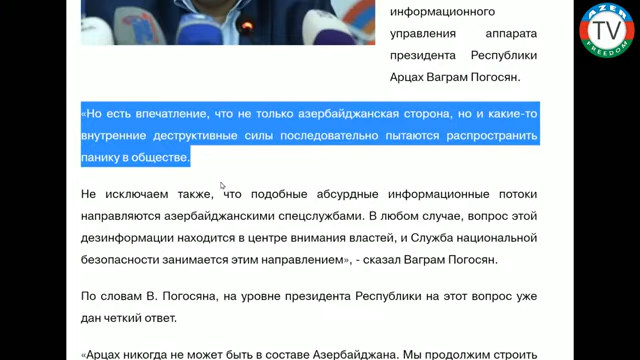 AZER
TV
FREEDOM
информационного
управления аппарата
президента Республики
Арцах Ваграм Погосян.
«Но есть впечатление, что не только азербайджанская сторона, но и какие-то
внутренние деструктивные силы последовательно пытаются распространить
панику в обществе.
Не исключаем также, что подобные абсурдные информационные потоки
направляются азербайджанскими спецслужбами. В любом случае, вопрос этой
дезинформации находится в центре внимания властей, и Служба национальной
безопасности занимается этим направлением», - сказал Ваграм Погосян.
По словам В. Погосяна, на уровне президента Республики на этот вопрос уже
дан четкий ответ.
«Арцах никогда не может быть в составе Азербайджана. Мы продолжим строить